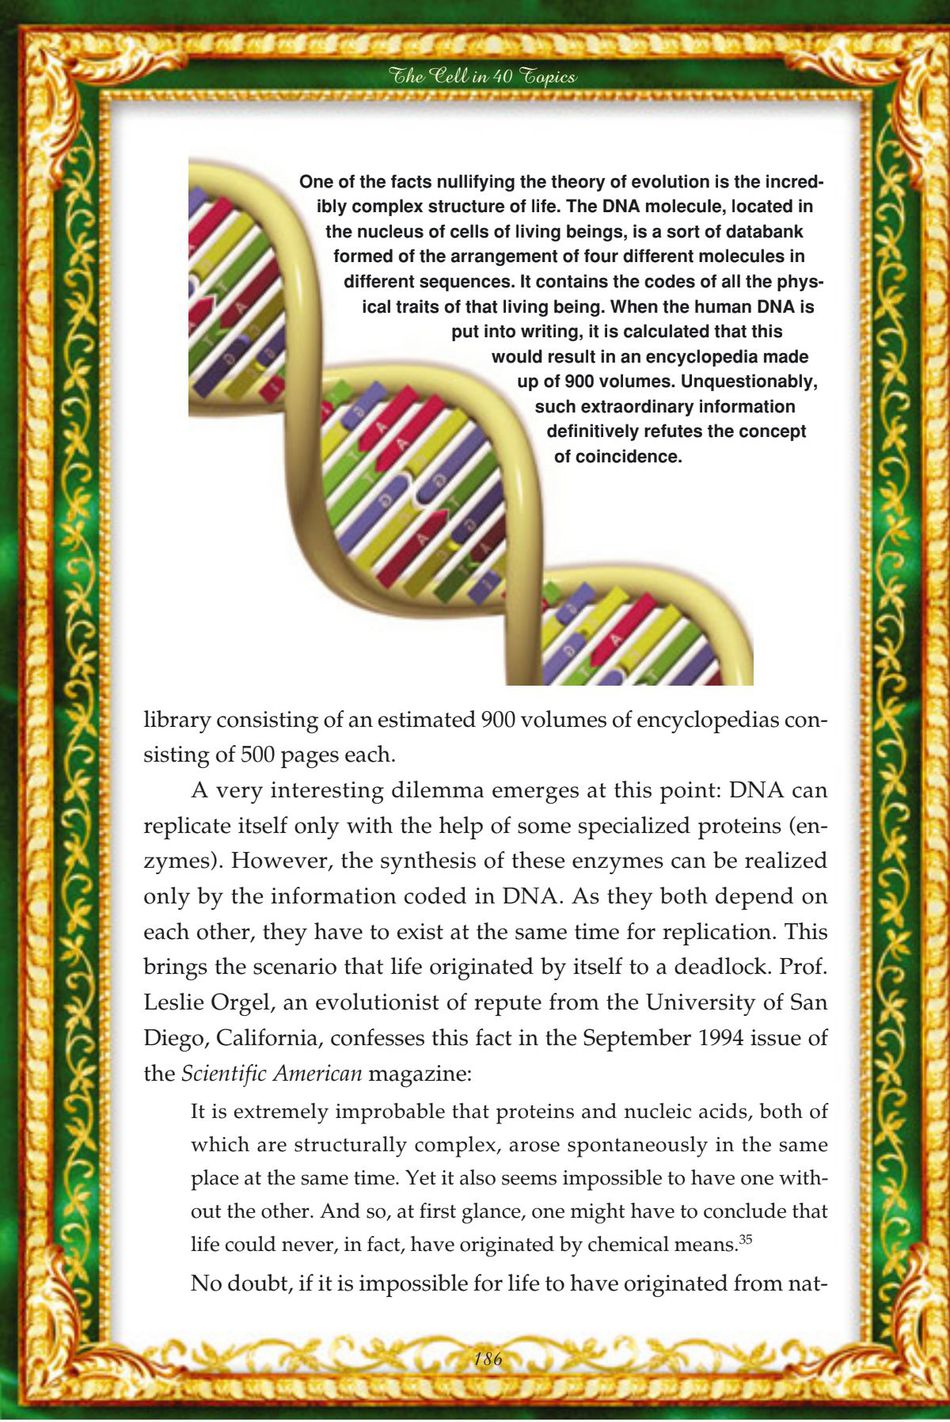 The Cell in 40 Topics
One of the facts nullifying the theory of evolution is the incred-
ibly complex structure of life. The DNA molecule, located in
the nucleus of cells of living beings, is a sort of databank
formed of the arrangement of four different molecules in
different sequences. It contains the codes of all the phys-
ical traits of that living being. When the human DNA is
put into writing, it is calculated that this
would result in an encyclopedia made
up of 900 volumes. Unquestionably,
such extraordinary information
definitively refutes the concept
of coincidence.
library consisting of an estimated 900 volumes of encyclopedias con-
sisting of 500 pages each.
A very interesting dilemma emerges at this point: DNA can
replicate itself only with the help of some specialized proteins (en-
zymes). However, the synthesis of these enzymes can be realized
only by the information coded in DNA. As they both depend on
each other, they have to exist at the same time for replication. This
brings the scenario that life originated by itself to a deadlock. Prof.
Leslie Orgel, an evolutionist of repute from the University of San
Diego, California, confesses this fact in the September 1994 issue of
the Scientific American magazine:
It is extremely improbable that proteins and nucleic acids, both of
which are structurally complex, arose spontaneously in the same
place at the same time. Yet it also seems impossible to have one with-
out the other. And so, at first glance, one might have to conclude that
life could never, in fact, have originated by chemical means.35
No doubt, if it is impossible for life to have originated from nat-
186